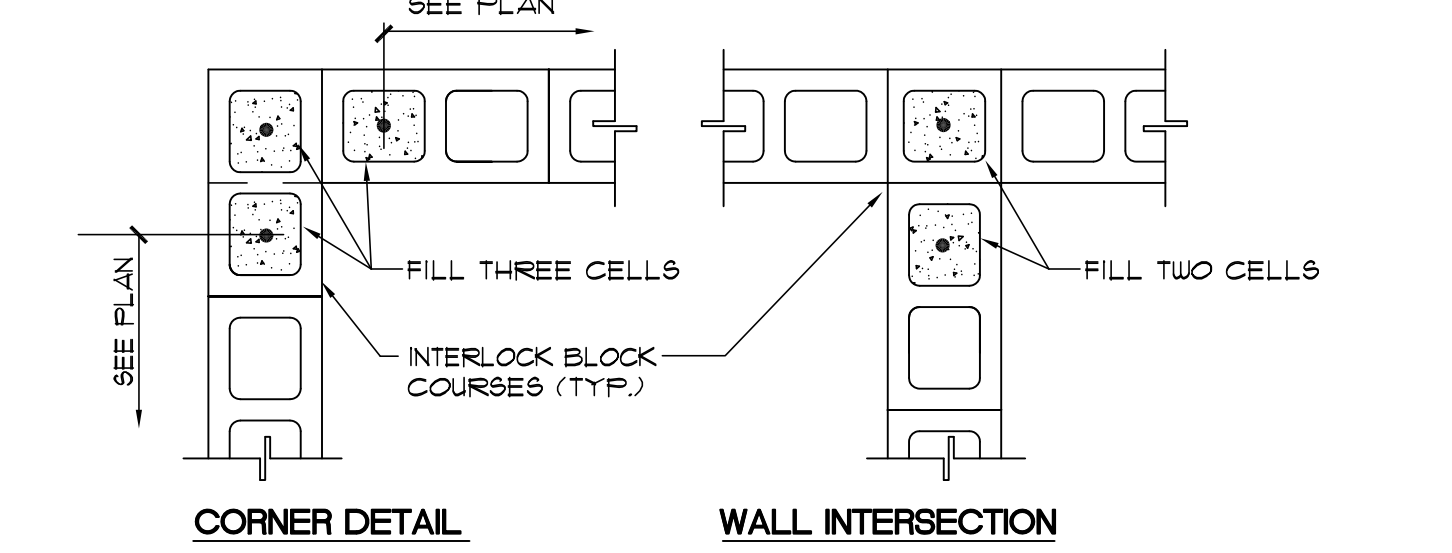 SEE PLAN
FILL THREE CELLS
FILL TWO CELLS
SEE PLAN
INTERLOCK BLOCK
COURSES (TYP.)
CORNER DETAIL
WALL INTERSECTION